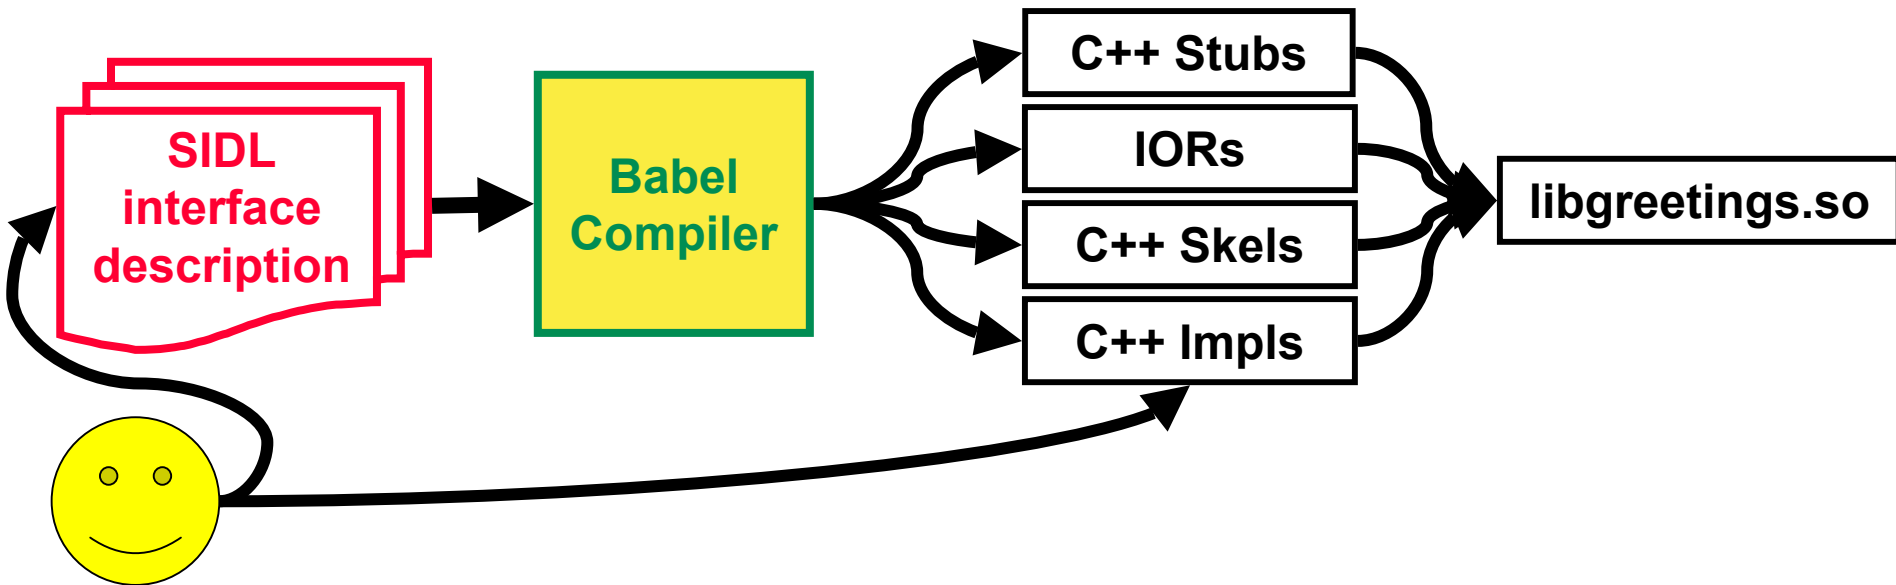 SIDL
interface
description
Babel
Compiler
C++ Stubs
IORs
C++ Skels
C++ Impls
libgreetings.so